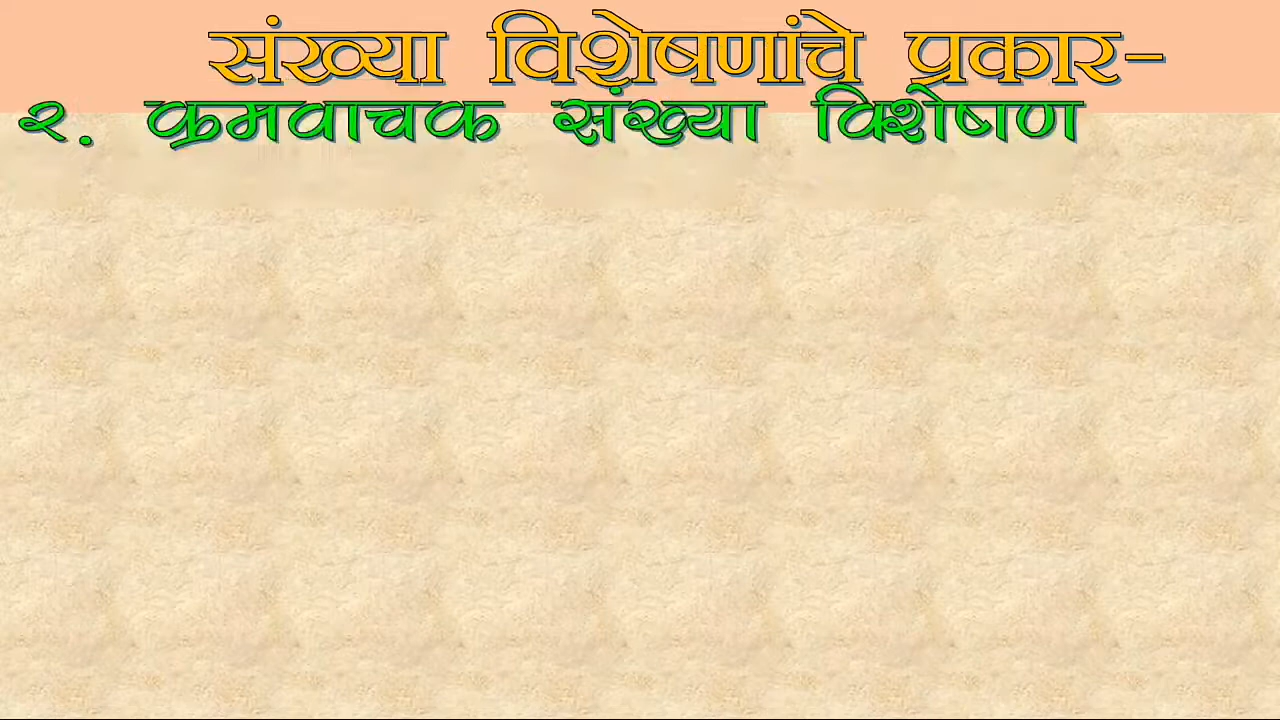 संख्या विशेषणांचे प्रकार-
२. क्रमवाचक संख्या विशेषण